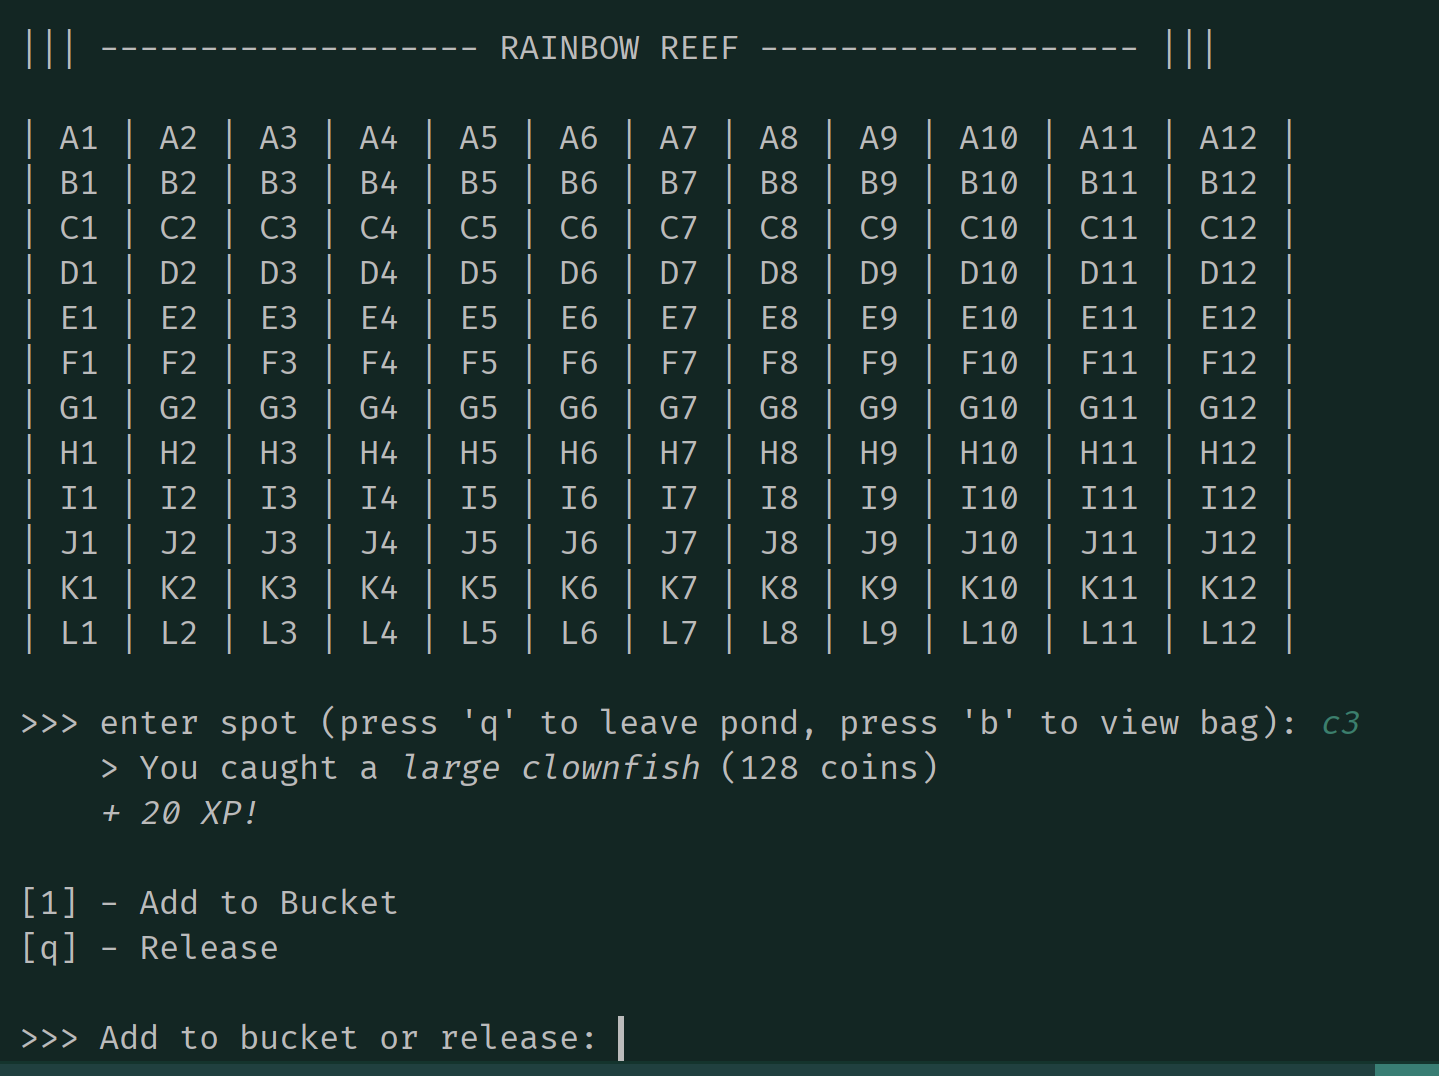 ||| ------------------- RAINBOW REEF ------------------- |||
| A1 | A2 | A3 | A4 | A5 | A6 | A7 | A8 | A9 | A10 | A11 | A12 |
| B1 | B2 | B3 | B4 | B5 | B6 | B7 | B8 | B9 | B10 | B11 | B12 |
| C1 | C2 | C3 | C4 | C5 | C6 | C7 | C8 | C9 | C10 | C11 | C12 |
| D1 | D2 | D3 | D4 | D5 | D6 | D7 | D8 | D9 | D10 | D11 | D12 |
| E1 | E2 | E3 | E4 | E5 | E6 | E7 | E8 | E9 | E10 | E11 | E12 |
| F1 | F2 | F3 | F4 | F5 | F6 | F7 | F8 | F9 | F10 | F11 | F12 |
| G1 | G2 | G3 | G4 | G5 | G6 | G7 | G8 | G9 | G10 | G11 | G12 |
| H1 | H2 | H3 | H4 | H5 | H6 | H7 | H8 | H9 | H10 | H11 | H12 |
| I1 | I2 | I3 | I4 | I5 | I6 | I7 | I8 | I9 | I10 | I11 | I12 |
| J1 | J2 | J3 | J4 | J5 | J6 | J7 | J8 | J9 | J10 | J11 | J12 |
| K1 | K2 | K3 | K4 | K5 | K6 | K7 | K8 | K9 | K10 | K11 | K12 |
| L1 | L2 | L3 | L4 | L5 | L6 | L7 | L8 | L9 | L10 | L11 | L12 |
>>> enter spot (press 'q' to leave pond, press 'b' to view bag): c3
> You caught a large clownfish (128 coins)
+ 20 XP!
[1] - Add to Bucket
[q] - Release
>>> Add to bucket or release: